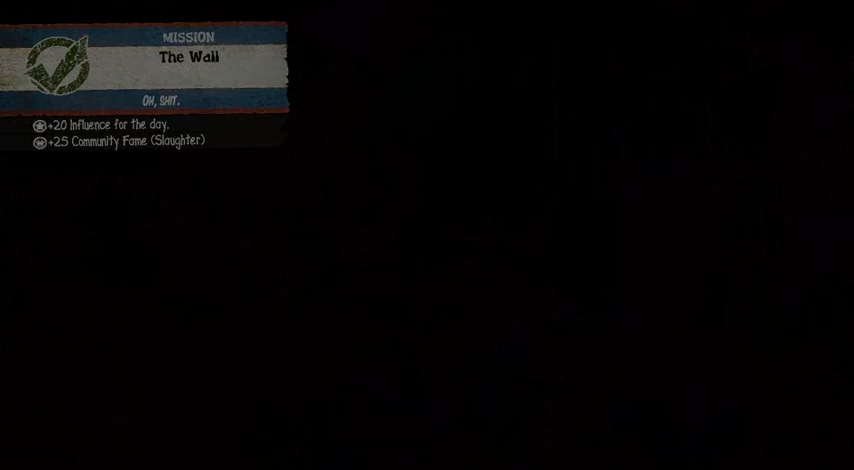 MISSION
The Wall
OH, SHIT.
+20 Influence for the day.
+25 Community Fame (Slaughter)